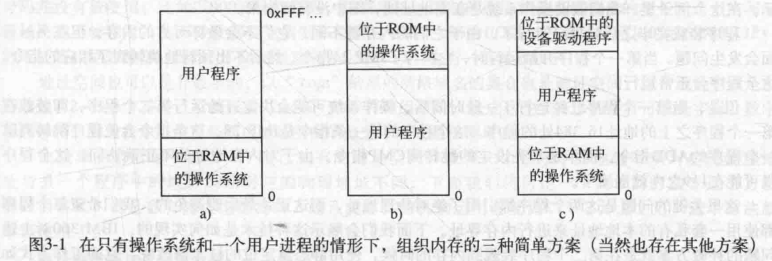 0xFFF …
用户程序
位于RAM中
的操作系统
0
a)
位于ROM中
的操作系统
用户程序
0
b)
位于ROM中的
设备驱动程序
用户程序
位于RAM中
的操作系统
0
c)
图3-1 在只有操作系统和一个用户进程的情形下，组织内存的三种简单方案（当然也存在其他方案）